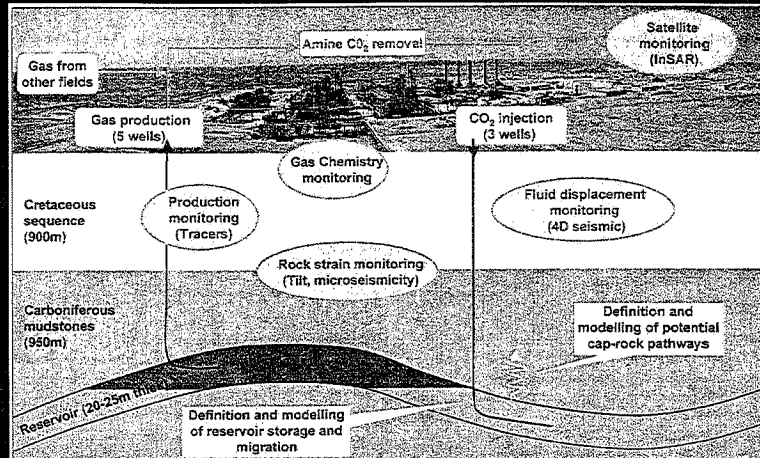 Satellite
monitoring
(InSAR)
Amine CO₂ removal
Gas from
other fields
Gas production
(5 wells)
CO₂ injection
(3 wells)
Gas Chemistry
monitoring
Cretaceous
sequence
(900m)
Production
monitoring
(Tracers)
Fluid displacement
monitoring
(4D seismic)
Rock strain monitoring
(Tilt, microseismicity)
Carboniferous
mudstones
(950m)
Definition and
modelling of potential
cap-rock pathways
Reservoir (20-25m thick)
Definition and modelling
of reservoir storage and
migration